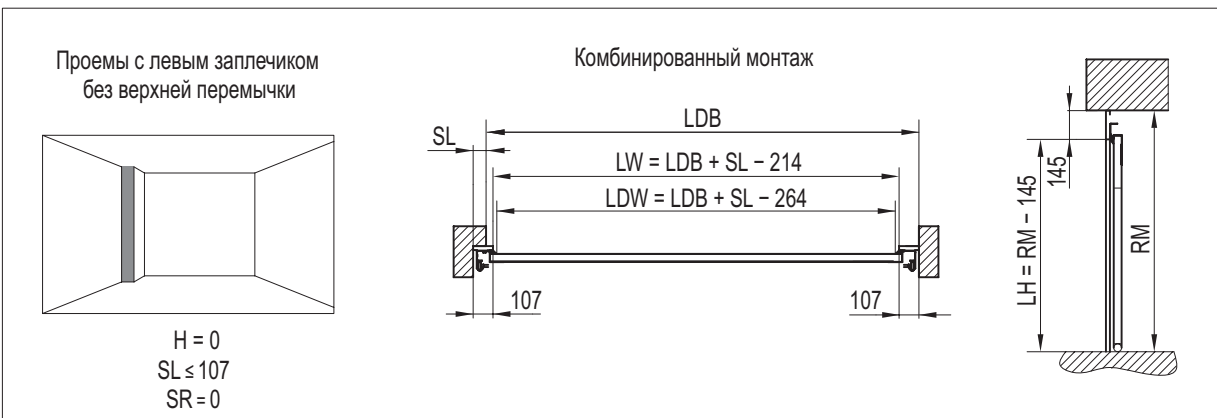 Проемы с левым заплечиком
без верхней перемычки
H = 0
SL ≤ 107
SR = 0
Комбинированный монтаж
LDB
SL
LW = LDB + SL − 214
LDW = LDB + SL − 264
107
107
145
LH = RM − 145
RM